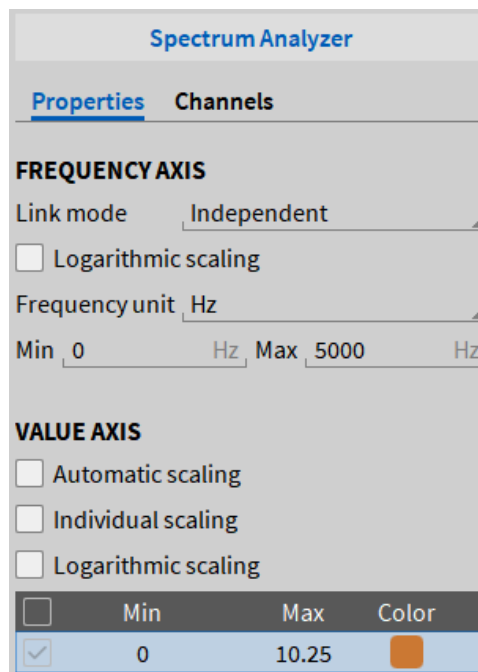 Spectrum Analyzer
Properties Channels
FREQUENCY AXIS
Link mode Independent
Logarithmic scaling
Frequency unit Hz
Min 0 Hz Max 5000 Hz
VALUE AXIS
Automatic scaling
Individual scaling
Logarithmic scaling
Min Max Color
0 10.25